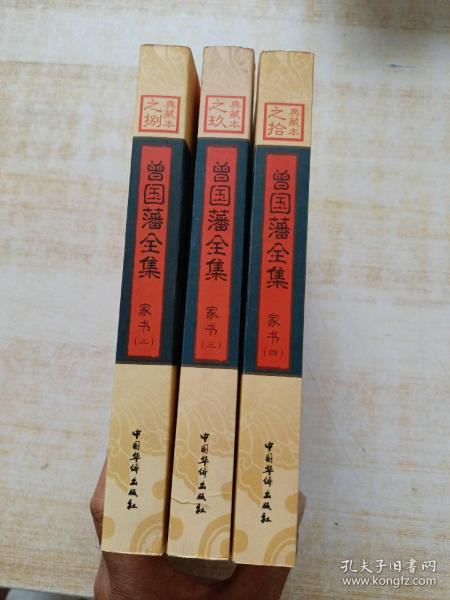 典藏本
之捌
曾国藩全集
家书
(二)
中国华侨出版社
典藏本
之玖
曾国藩全集
家书
(三)
中国华侨出版社
典藏本
之拾
曾国藩全集
家书
(四)
中国华侨出版社
孔夫子旧书网
www.kongfz.com